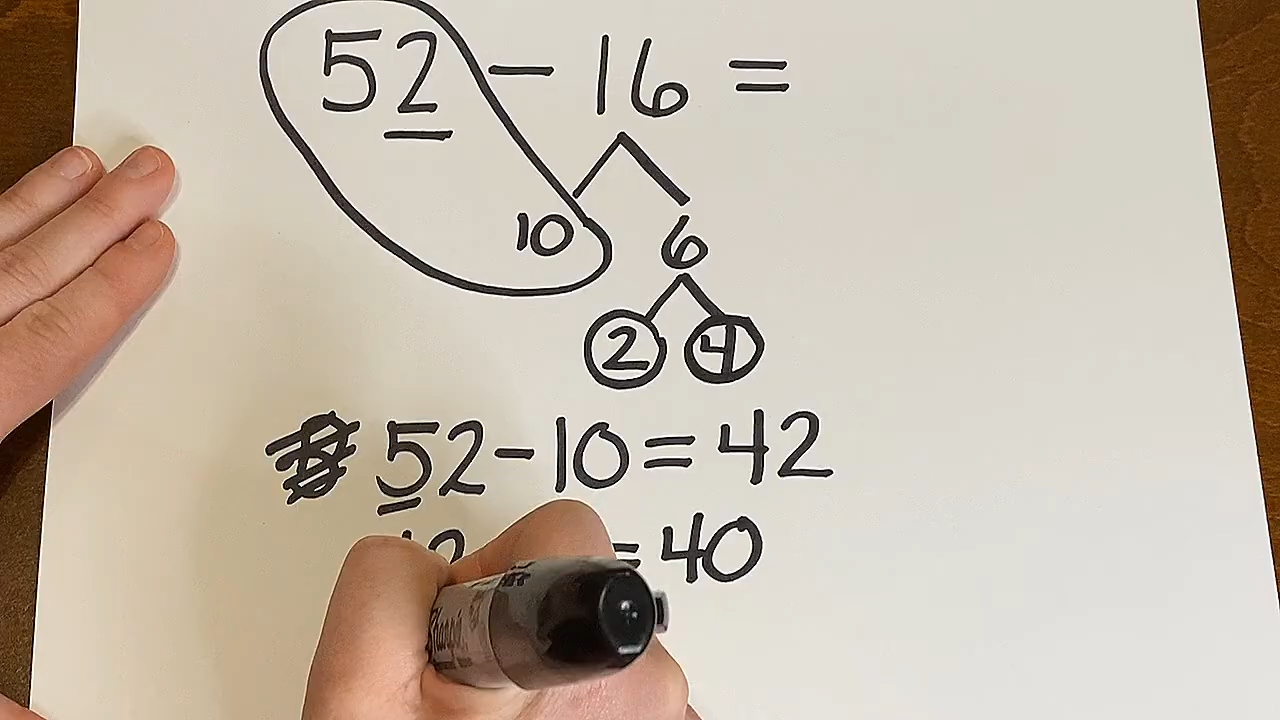 52 - 16 =
10 6
2 4
52 - 10 = 42
= 40